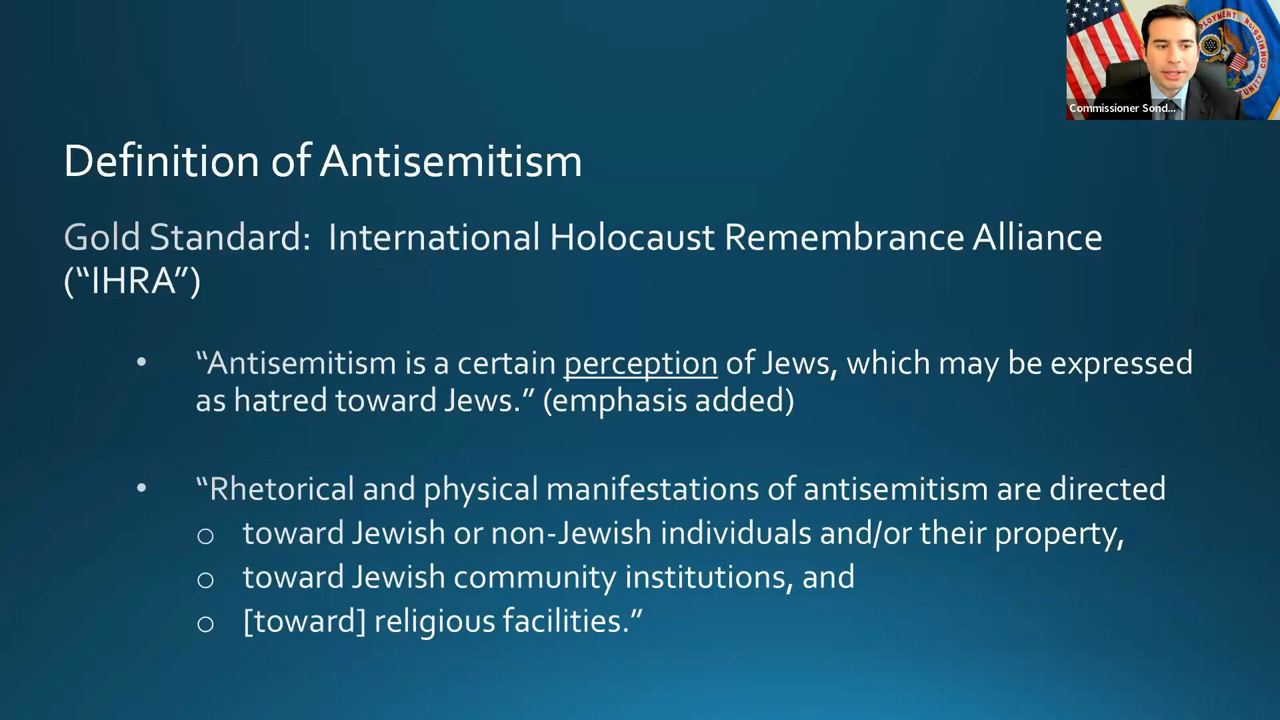 Commissioner Sond...
Definition of Antisemitism
Gold Standard:  International Holocaust Remembrance Alliance
(“IHRA”)
• “Antisemitism is a certain perception of Jews, which may be expressed
as hatred toward Jews.” (emphasis added)
• “Rhetorical and physical manifestations of antisemitism are directed
o toward Jewish or non-Jewish individuals and/or their property,
o toward Jewish community institutions, and
o [toward] religious facilities.”